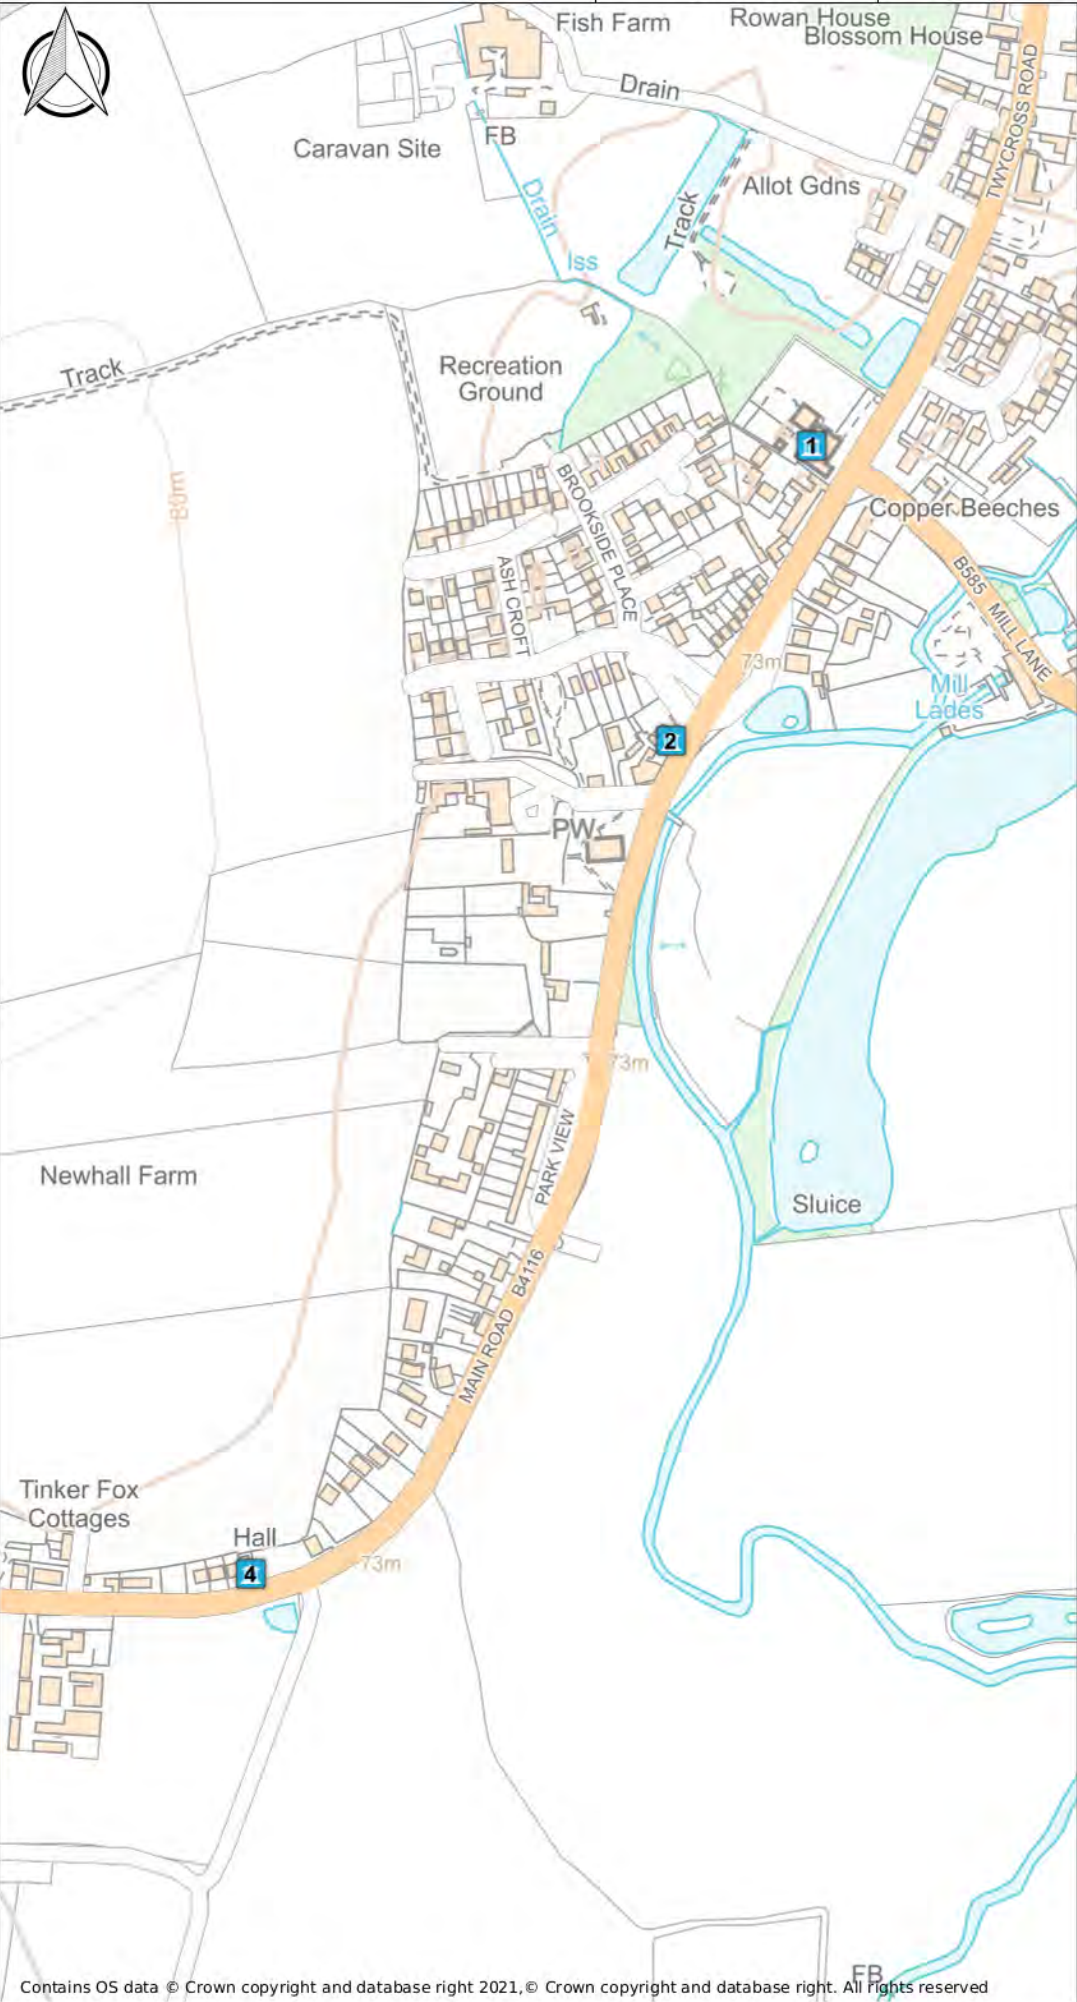 Fish Farm
Rowan House
Blossom House
Drain
TWYCROSS ROAD
FB
Caravan Site
Drain
Allot Gdns
Track
Iss
Track
Recreation
Ground
1
80m
BROOKSIDE PLACE
Copper Beeches
ASH CROFT
B585 MILL LANE
73m
Mill
Lades
2
PW
73m
PARK VIEW
Newhall Farm
Sluice
MAIN ROAD B4116
Tinker Fox
Cottages
Hall
4
73m
FB
Contains OS data © Crown copyright and database right 2021,© Crown copyright and database right. All rights reserved